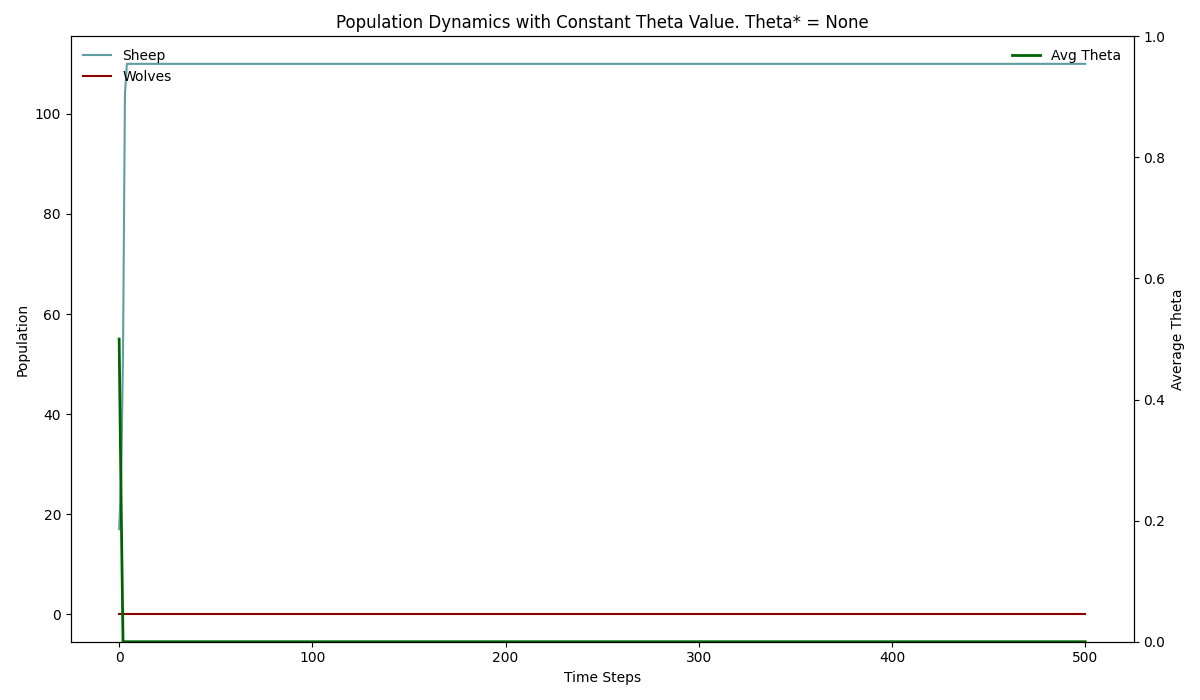 Population Dynamics with Constant Theta Value. Theta* = None
Sheep
Wolves
Avg Theta
Population
100
80
60
40
20
0
1.0
0.8
0.6
0.4
0.2
0.0
Average Theta
0
100
200
300
400
500
Time Steps